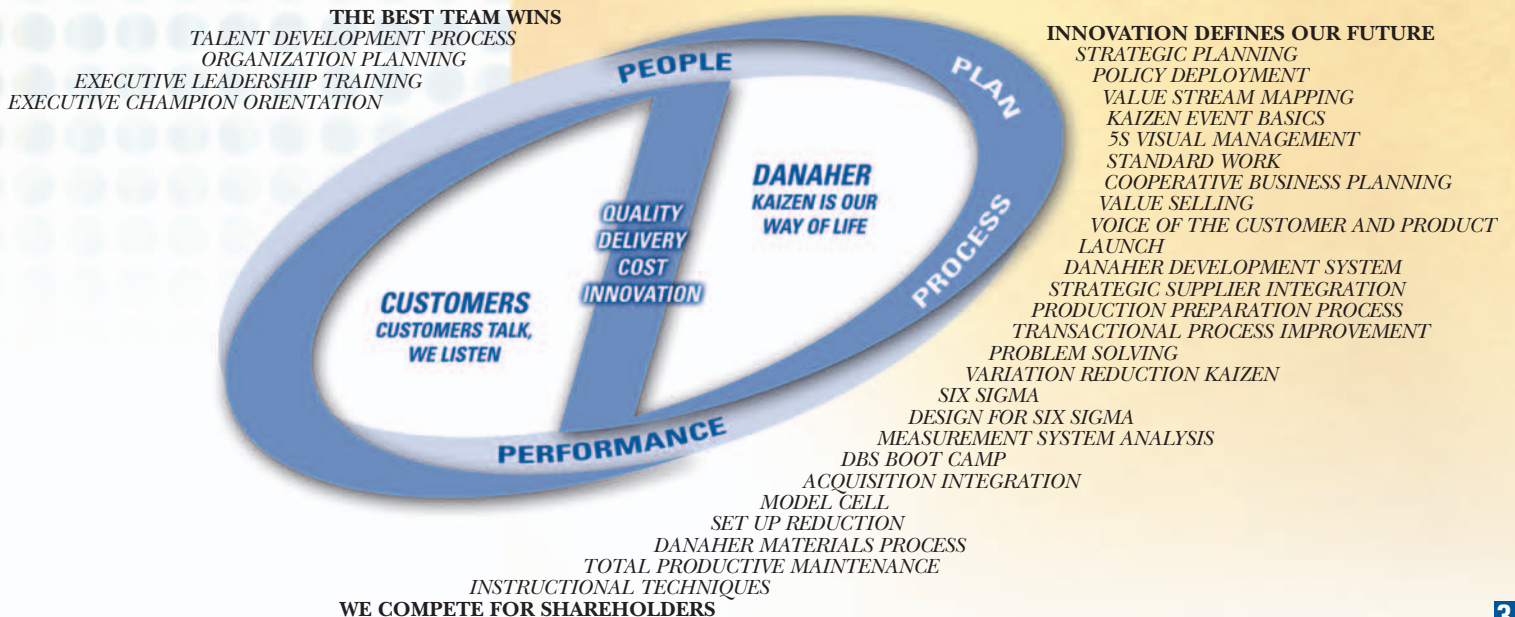 THE BEST TEAM WINS
TALENT DEVELOPMENT PROCESS
ORGANIZATION PLANNING
EXECUTIVE LEADERSHIP TRAINING
EXECUTIVE CHAMPION ORIENTATION
PEOPLE
PLAN
PROCESS
PERFORMANCE
QUALITY
DELIVERY
COST
INNOVATION
DANAHER
KAIZEN IS OUR
WAY OF LIFE
CUSTOMERS
CUSTOMERS TALK,
WE LISTEN
INNOVATION DEFINES OUR FUTURE
STRATEGIC PLANNING
POLICY DEPLOYMENT
VALUE STREAM MAPPING
KAIZEN EVENT BASICS
5S VISUAL MANAGEMENT
STANDARD WORK
COOPERATIVE BUSINESS PLANNING
VALUE SELLING
VOICE OF THE CUSTOMER AND PRODUCT
LAUNCH
DANAHER DEVELOPMENT SYSTEM
STRATEGIC SUPPLIER INTEGRATION
PRODUCTION PREPARATION PROCESS
TRANSACTIONAL PROCESS IMPROVEMENT
PROBLEM SOLVING
VARIATION REDUCTION KAIZEN
SIX SIGMA
DESIGN FOR SIX SIGMA
MEASUREMENT SYSTEM ANALYSIS
DBS BOOT CAMP
ACQUISITION INTEGRATION
MODEL CELL
SET UP REDUCTION
DANAHER MATERIALS PROCESS
TOTAL PRODUCTIVE MAINTENANCE
INSTRUCTIONAL TECHNIQUES
WE COMPETE FOR SHAREHOLDERS
3